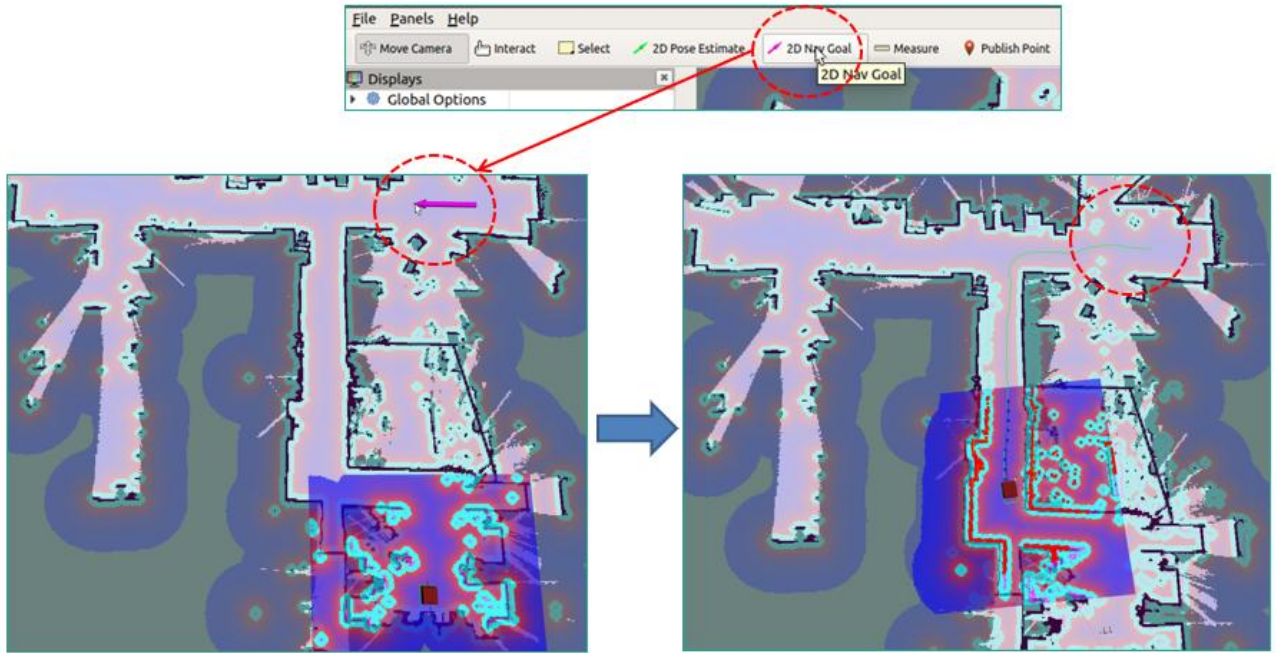 File Panels Help
Move Camera Interact Select 2D Pose Estimate 2D Nav Goal Measure Publish Point
Displays 2D Nav Goal
Global Options